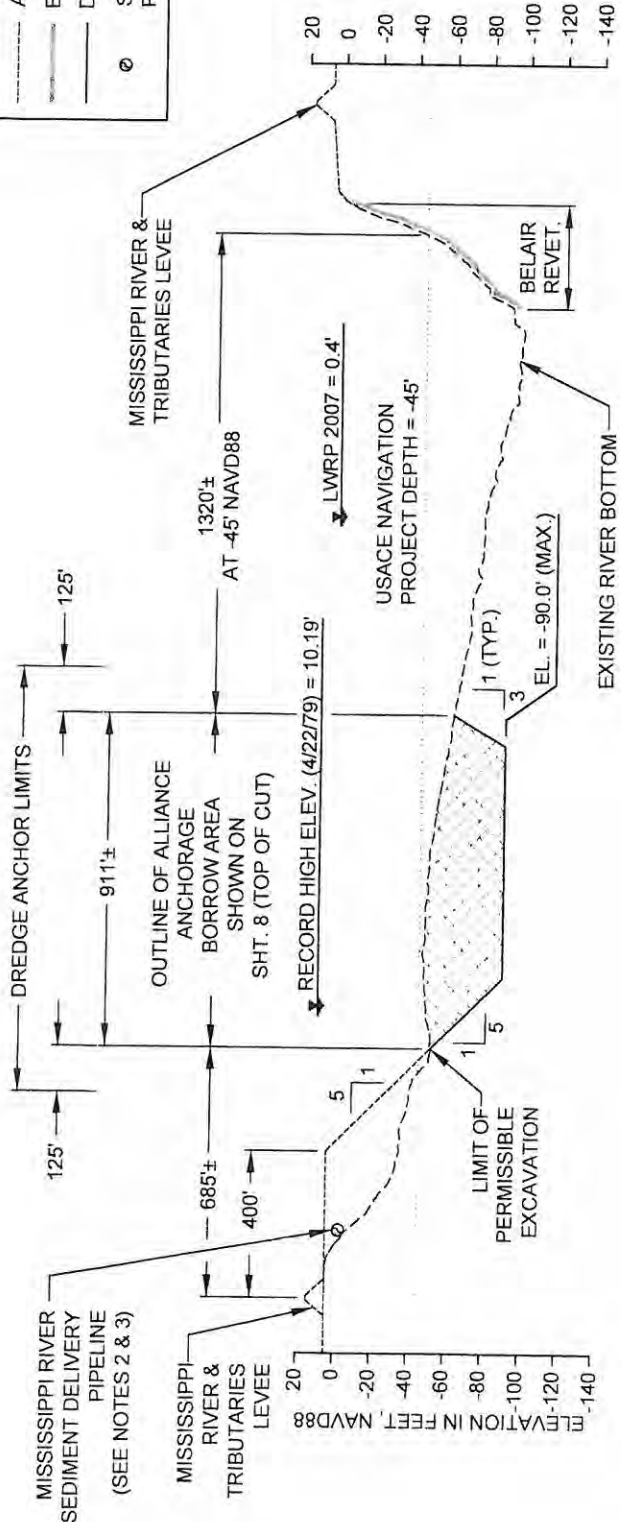 DREDGE ANCHOR LIMITS
125'
125'
911'±
685'±
400'
1320'±
AT -45' NAVD88
OUTLINE OF ALLIANCE
ANCHORAGE
BORROW AREA
SHOWN ON
SHT. 8 (TOP OF CUT)
MISSISSIPPI RIVER
SEDIMENT DELIVERY
PIPELINE
(SEE NOTES 2 & 3)
MISSISSIPPI
RIVER &
TRIBUTARIES
LEVEE
MISSISSIPPI RIVER &
TRIBUTARIES LEVEE
RECORD HIGH ELEV. (4/22/79) = 10.19'
LWRP 2007 = 0.4'
USACE NAVIGATION
PROJECT DEPTH = -45'
5
1
1
5
1 (TYP.)
3
EL. = -90.0' (MAX.)
LIMIT OF
PERMISSIBLE
EXCAVATION
EXISTING RIVER BOTTOM
BELAIR
REVET.
ELEVATION IN FEET, NAVD88
20
0
-20
-40
-60
-80
-100
-120
-140
20
0
-20
-40
-60
-80
-100
-120
-140